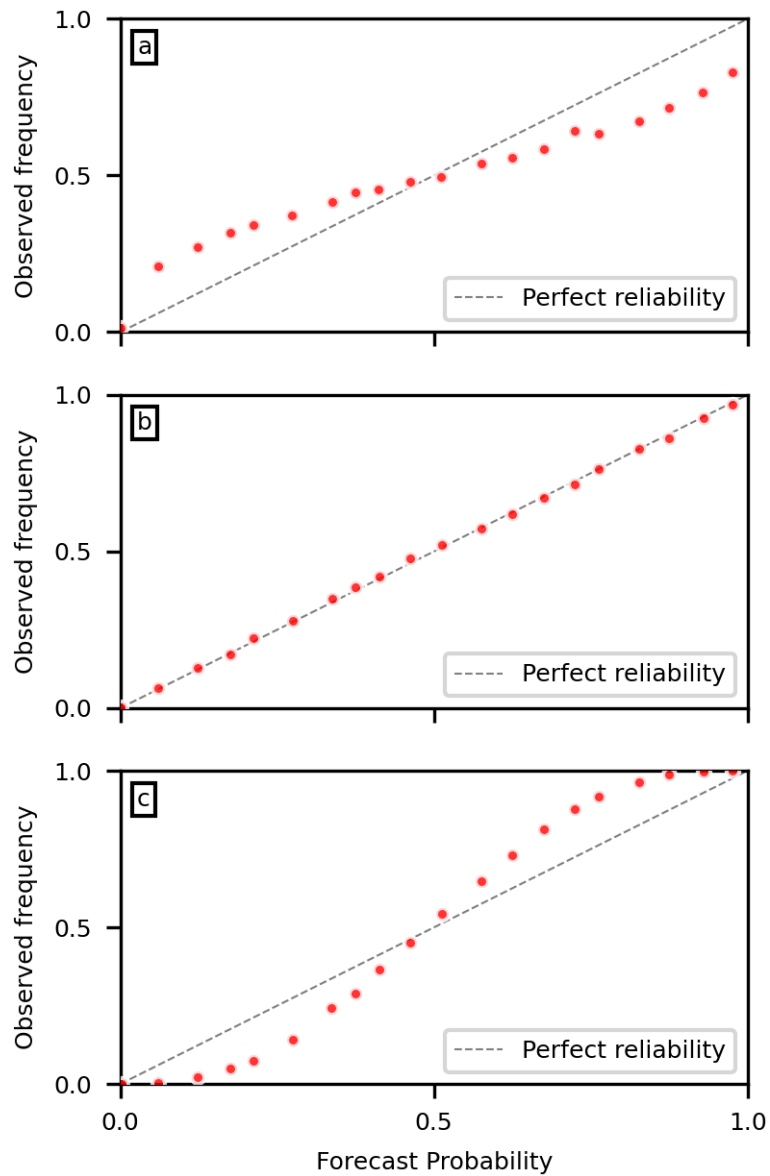 1.0
a
Observed frequency
0.5
Perfect reliability
0.0
1.0
b
Observed frequency
0.5
Perfect reliability
0.0
1.0
c
Observed frequency
0.5
Perfect reliability
0.0
0.0 0.5 1.0
Forecast Probability